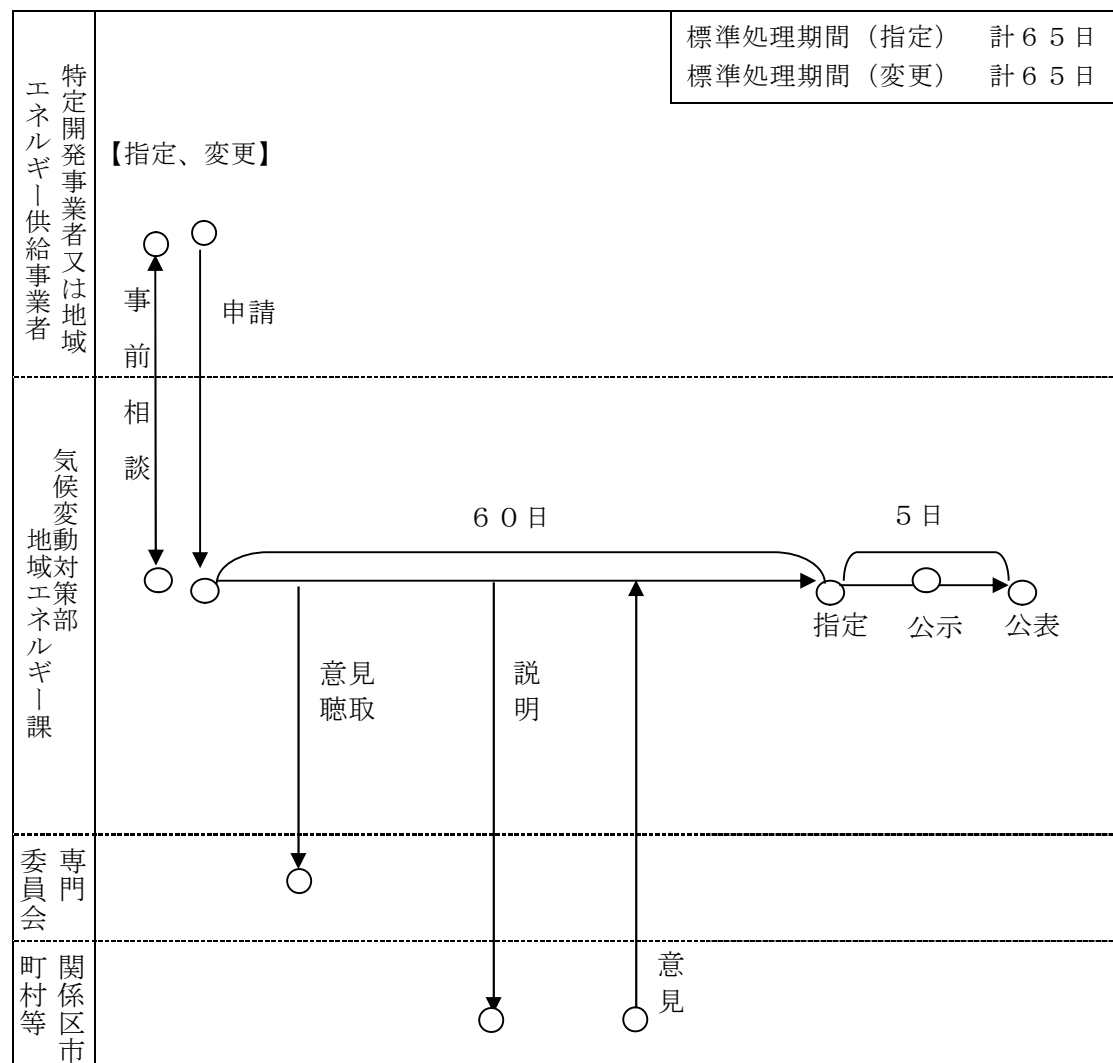 標準処理期間（指定）　計６５日
標準処理期間（変更）　計６５日
特定開発事業者又は地域
エネルギー供給事業者
【指定、変更】
事前相談
申請
気候変動対策部
地域エネルギー課
６０日
５日
指定
公示
公表
意見
聴取
説明
専門
委員会
関係区市
町村等
意見